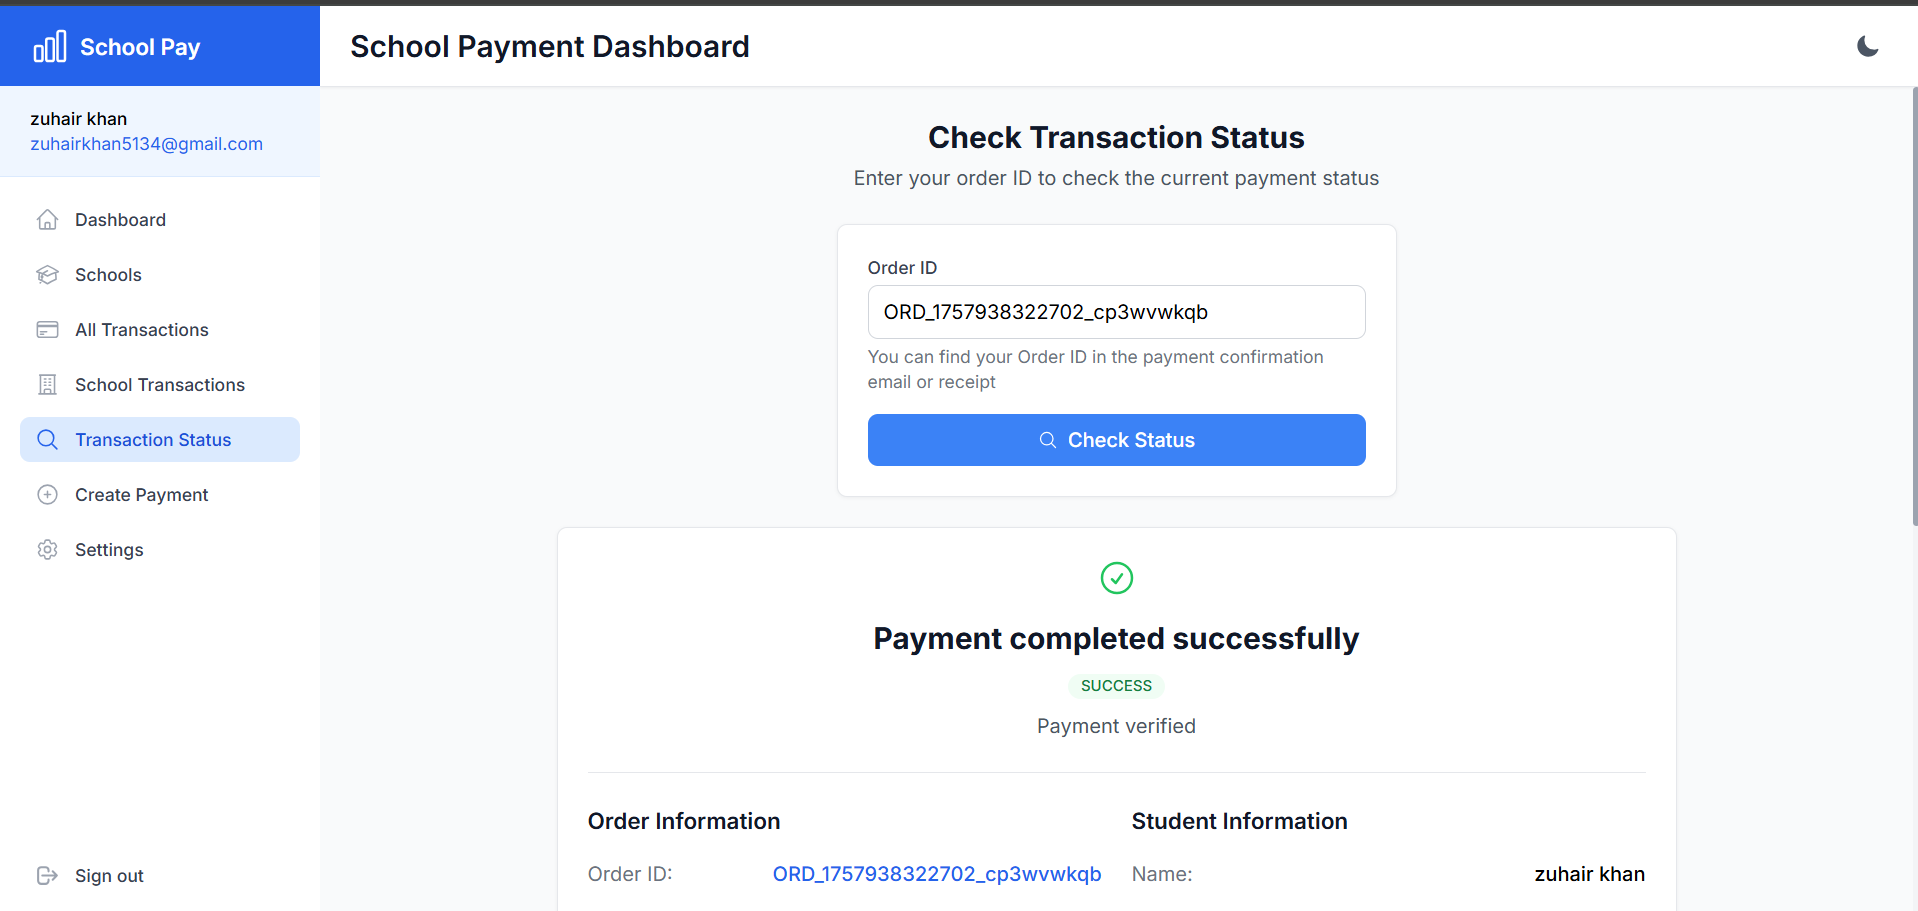 School Pay
School Payment Dashboard
zuhair khan
zuhairkhan5134@gmail.com
Dashboard
Schools
All Transactions
School Transactions
Transaction Status
Create Payment
Settings
Sign out
Check Transaction Status
Enter your order ID to check the current payment status
Order ID
ORD_1757938322702_cp3wvwkqb
You can find your Order ID in the payment confirmation
email or receipt
Check Status
Payment completed successfully
SUCCESS
Payment verified
Order Information
Order ID: ORD_1757938322702_cp3wvwkqb
Student Information
Name: zuhair khan